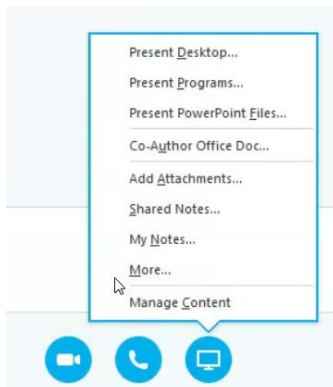 Present Desktop...
Present Programs...
Present PowerPoint Files...
Co-Author Office Doc...
Add Attachments...
Shared Notes...
My Notes...
More...
Manage Content